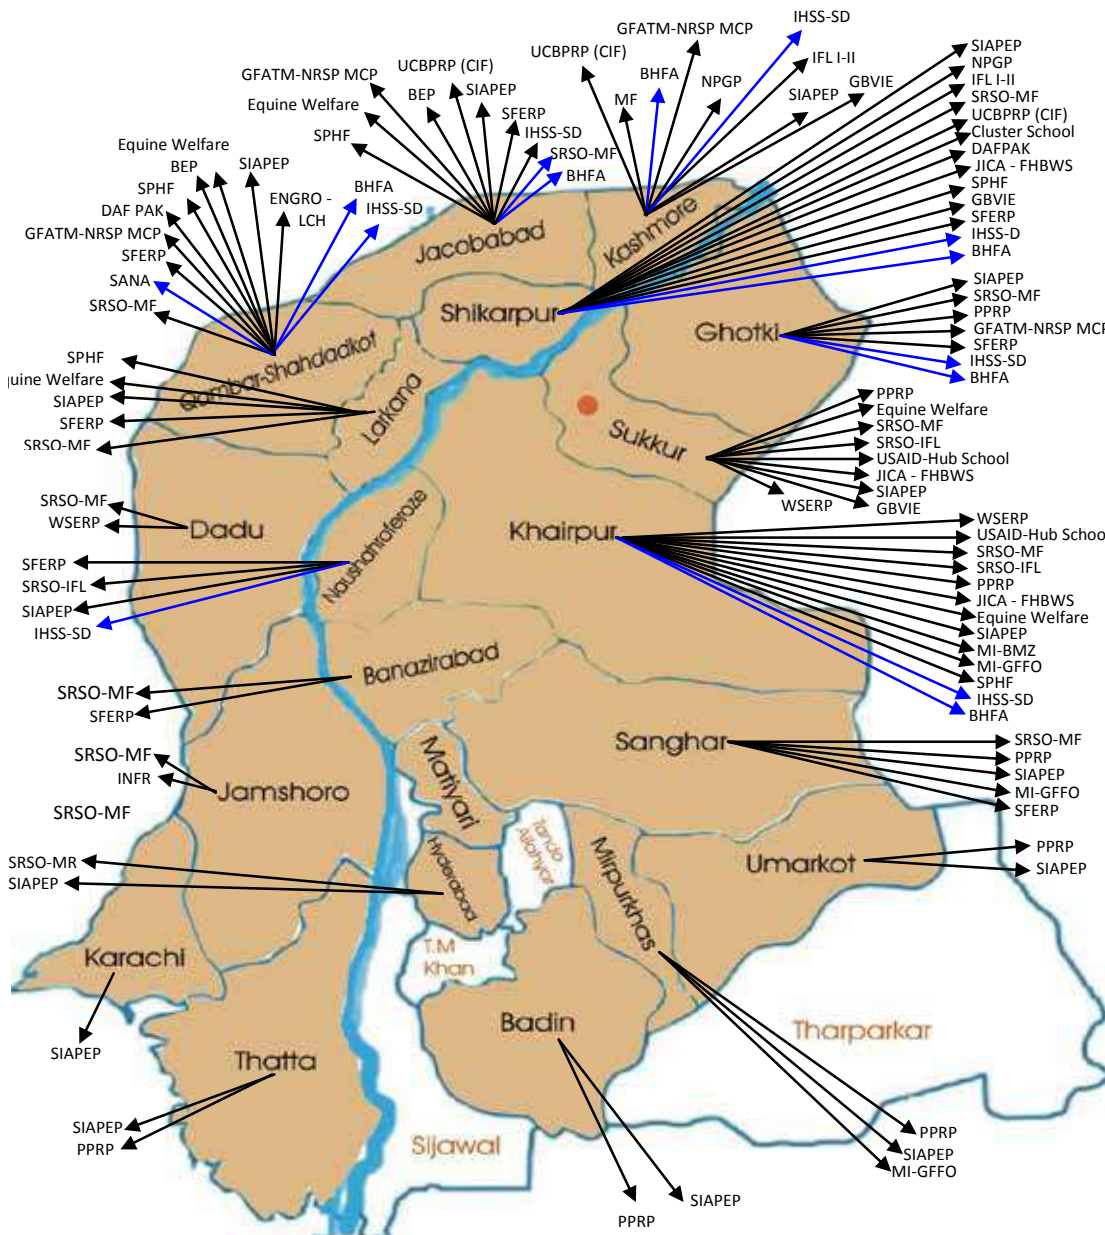 IHSS-SD
GFATM-NRSP MCP
UCBPRP (CIF)
IFL I-II
BHFA
NPGP
MF
SIAPEP
GBVIE
UCBPRP (CIF)
GFATM-NRSP MCP
SIAPEP
BEP
Equine Welfare
SFERP
SPHF
IHSS-SD
SRSO-MF
BHFA
SIAPEP
NPGP
IFL I-II
SRSO-MF
UCBPRP (CIF)
Cluster School
DAFPAK
JICA - FHBWS
SPHF
GBVIE
SFERP
IHSS-D
BHFA
Equine Welfare
BEP
SIAPEP
SPHF
ENGRO -
LCH
BHFA
IHSS-SD
DAF PAK
GFATM-NRSP MCP
SFERP
SANA
SRSO-MF
Jacobabad
Kashmore
Shikarpur
Ghotki
SIAPEP
SRSO-MF
PPRP
GFATM-NRSP MCP
SFERP
IHSS-SD
BHFA
Qambar-Shahdadkot
Larkana
SPHF
quine Welfare
SIAPEP
SFERP
SRSO-MF
Sukkur
PPRP
Equine Welfare
SRSO-MF
SRSO-IFL
USAID-Hub School
JICA - FHBWS
SIAPEP
GBVIE
WSERP
SRSO-MF
WSERP
Dadu
Naushahroferoze
Khairpur
WSERP
USAID-Hub Schoo
SRSO-MF
SRSO-IFL
PPRP
JICA - FHBWS
Equine Welfare
SIAPEP
MI-BMZ
MI-GFFO
SPHF
IHSS-SD
BHFA
SFERP
SRSO-IFL
SIAPEP
IHSS-SD
Banazirabad
SRSO-MF
SFERP
Sanghar
SRSO-MF
PPRP
SIAPEP
MI-GFFO
SFERP
SRSO-MF
INFR
Jamshoro
SRSO-MF
Matiyari
Hyderabad
Tando
Allahyar
Mirpurkhas
Umarkot
PPRP
SIAPEP
SRSO-MR
SIAPEP
Karachi
SIAPEP
T.M
Khan
Badin
Tharparkar
Thatta
SIAPEP
PPRP
Sijawal
PPRP
SIAPEP
MI-GFFO
SIAPEP
PPRP